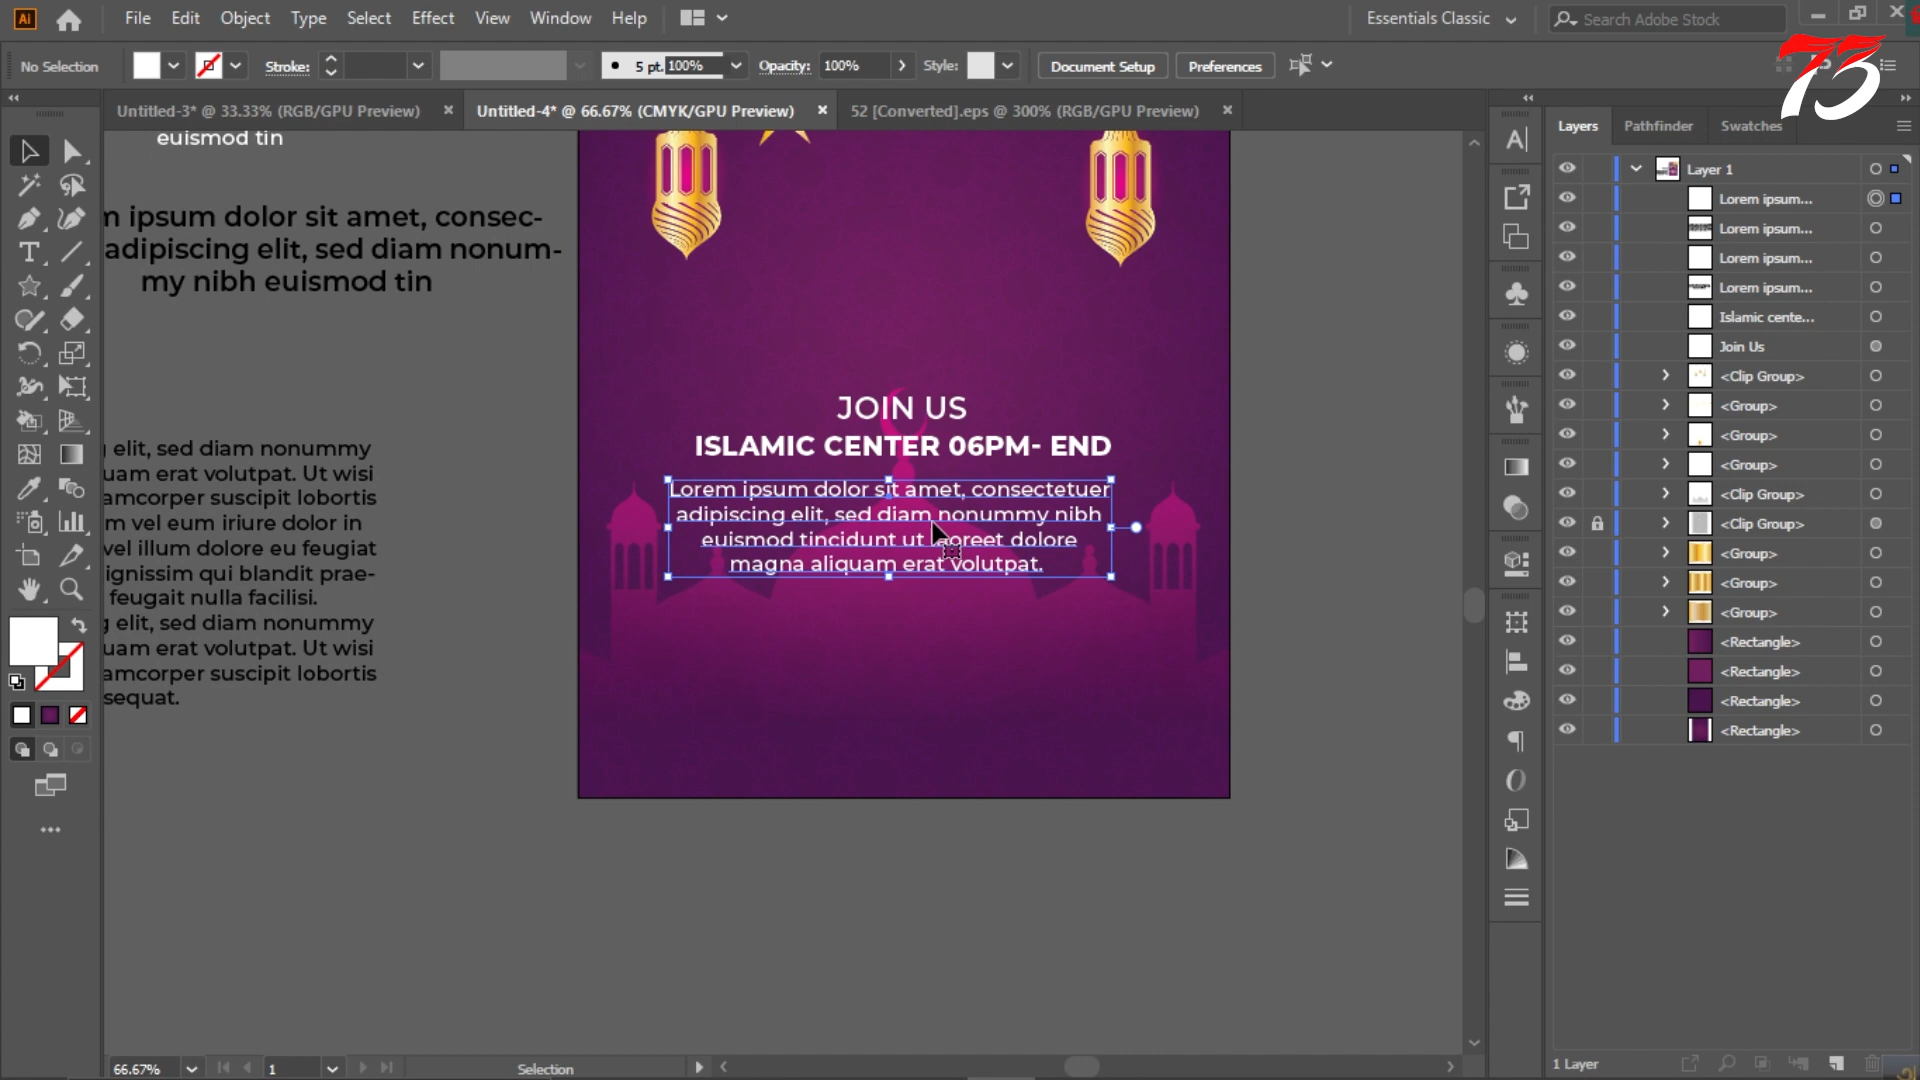 Ai
File Edit Object Type Select Effect View Window Help
Essentials Classic
Search Adobe Stock
No Selection
Stroke:
5 pt.
100%
Opacity:
100%
Style:
Document Setup
Preferences
73
Untitled-3* @ 33.33% (RGB/GPU Preview)
Untitled-4* @ 66.67% (CMYK/GPU Preview)
52 [Converted].eps @ 300% (RGB/GPU Preview)
Layers
Pathfinder
Swatches
euismod tin
m ipsum dolor sit amet, consec-
adipiscing elit, sed diam nonum-
my nibh euismod tin
elit, sed diam nonummy
uam erat volutpat. Ut wisi
amcorper suscipit lobortis
m vel eum iriure dolor in
vel illum dolore eu feugiat
ignissim qui blandit prae-
feugait nulla facilisi.
g elit, sed diam nonummy
uam erat volutpat. Ut wisi
amcorper suscipit lobortis
sequat.
JOIN US
ISLAMIC CENTER 06PM- END
Lorem ipsum dolor sit amet, consectetuer
adipiscing elit, sed diam nonummy nibh
euismod tincidunt ut laoreet dolore
magna aliquam erat volutpat.
Layer 1
Lorem ipsum...
Lorem ipsum...
Lorem ipsum...
Lorem ipsum...
Islamic cente...
Join Us
<Clip Group>
<Group>
<Group>
<Group>
<Clip Group>
<Clip Group>
<Group>
<Group>
<Group>
<Rectangle>
<Rectangle>
<Rectangle>
<Rectangle>
1 Layer
66.67%
1
Selection